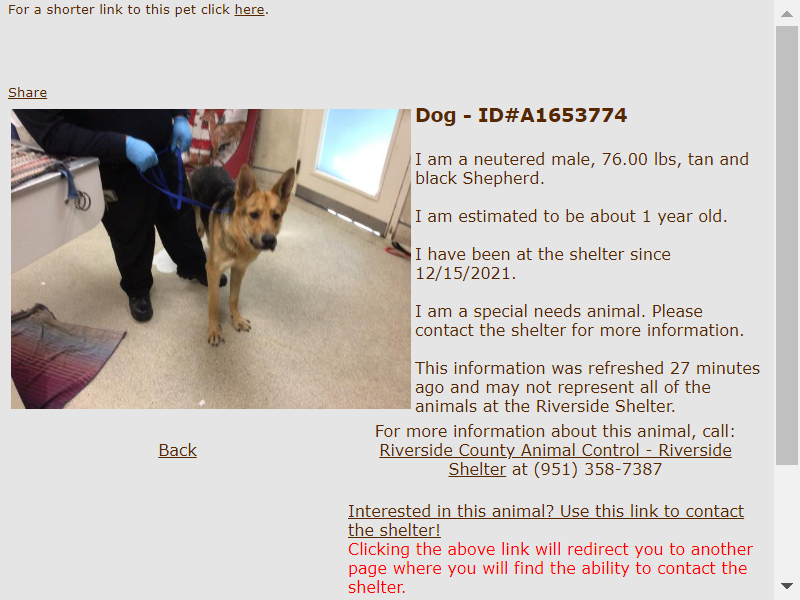 For a shorter link to this pet click here.
Share
Dog - ID#A1653774
I am a neutered male, 76.00 lbs, tan and
black Shepherd.
I am estimated to be about 1 year old.
I have been at the shelter since
12/15/2021.
I am a special needs animal. Please
contact the shelter for more information.
This information was refreshed 27 minutes
ago and may not represent all of the
animals at the Riverside Shelter.
Back
For more information about this animal, call:
Riverside County Animal Control - Riverside
Shelter at (951) 358-7387
Interested in this animal? Use this link to contact
the shelter!
Clicking the above link will redirect you to another
page where you will find the ability to contact the
shelter.